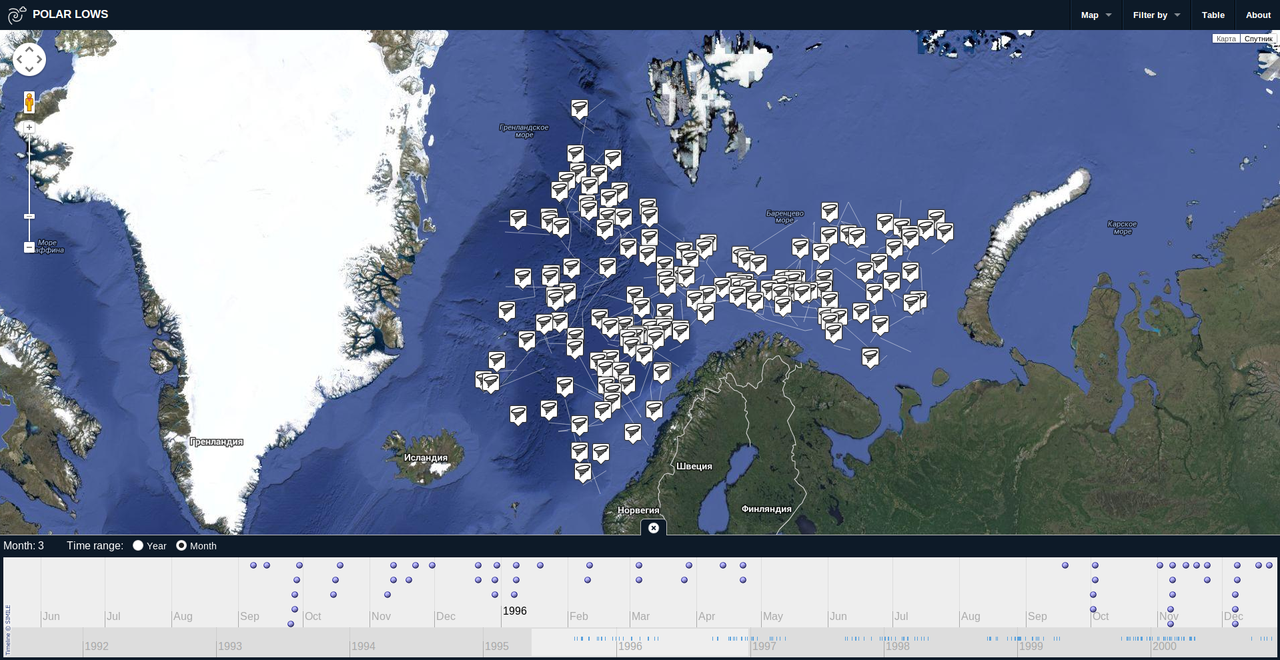 POLAR LOWS
Map
Filter by
Table
About
Карта
Спутник
Гренландское
море
Баренцево
море
Карское
море
Море
Баффина
Гренландия
Исландия
Швеция
Норвегия
Финляндия
Month: 3
Time range:
Year
Month
Timeline © SIMILE
Jun
Jul
Aug
Sep
Oct
Nov
Dec
1996
Feb
Mar
Apr
May
Jun
Jul
Aug
Sep
Oct
Nov
Dec
1992
1993
1994
1995
1996
1997
1998
1999
2000